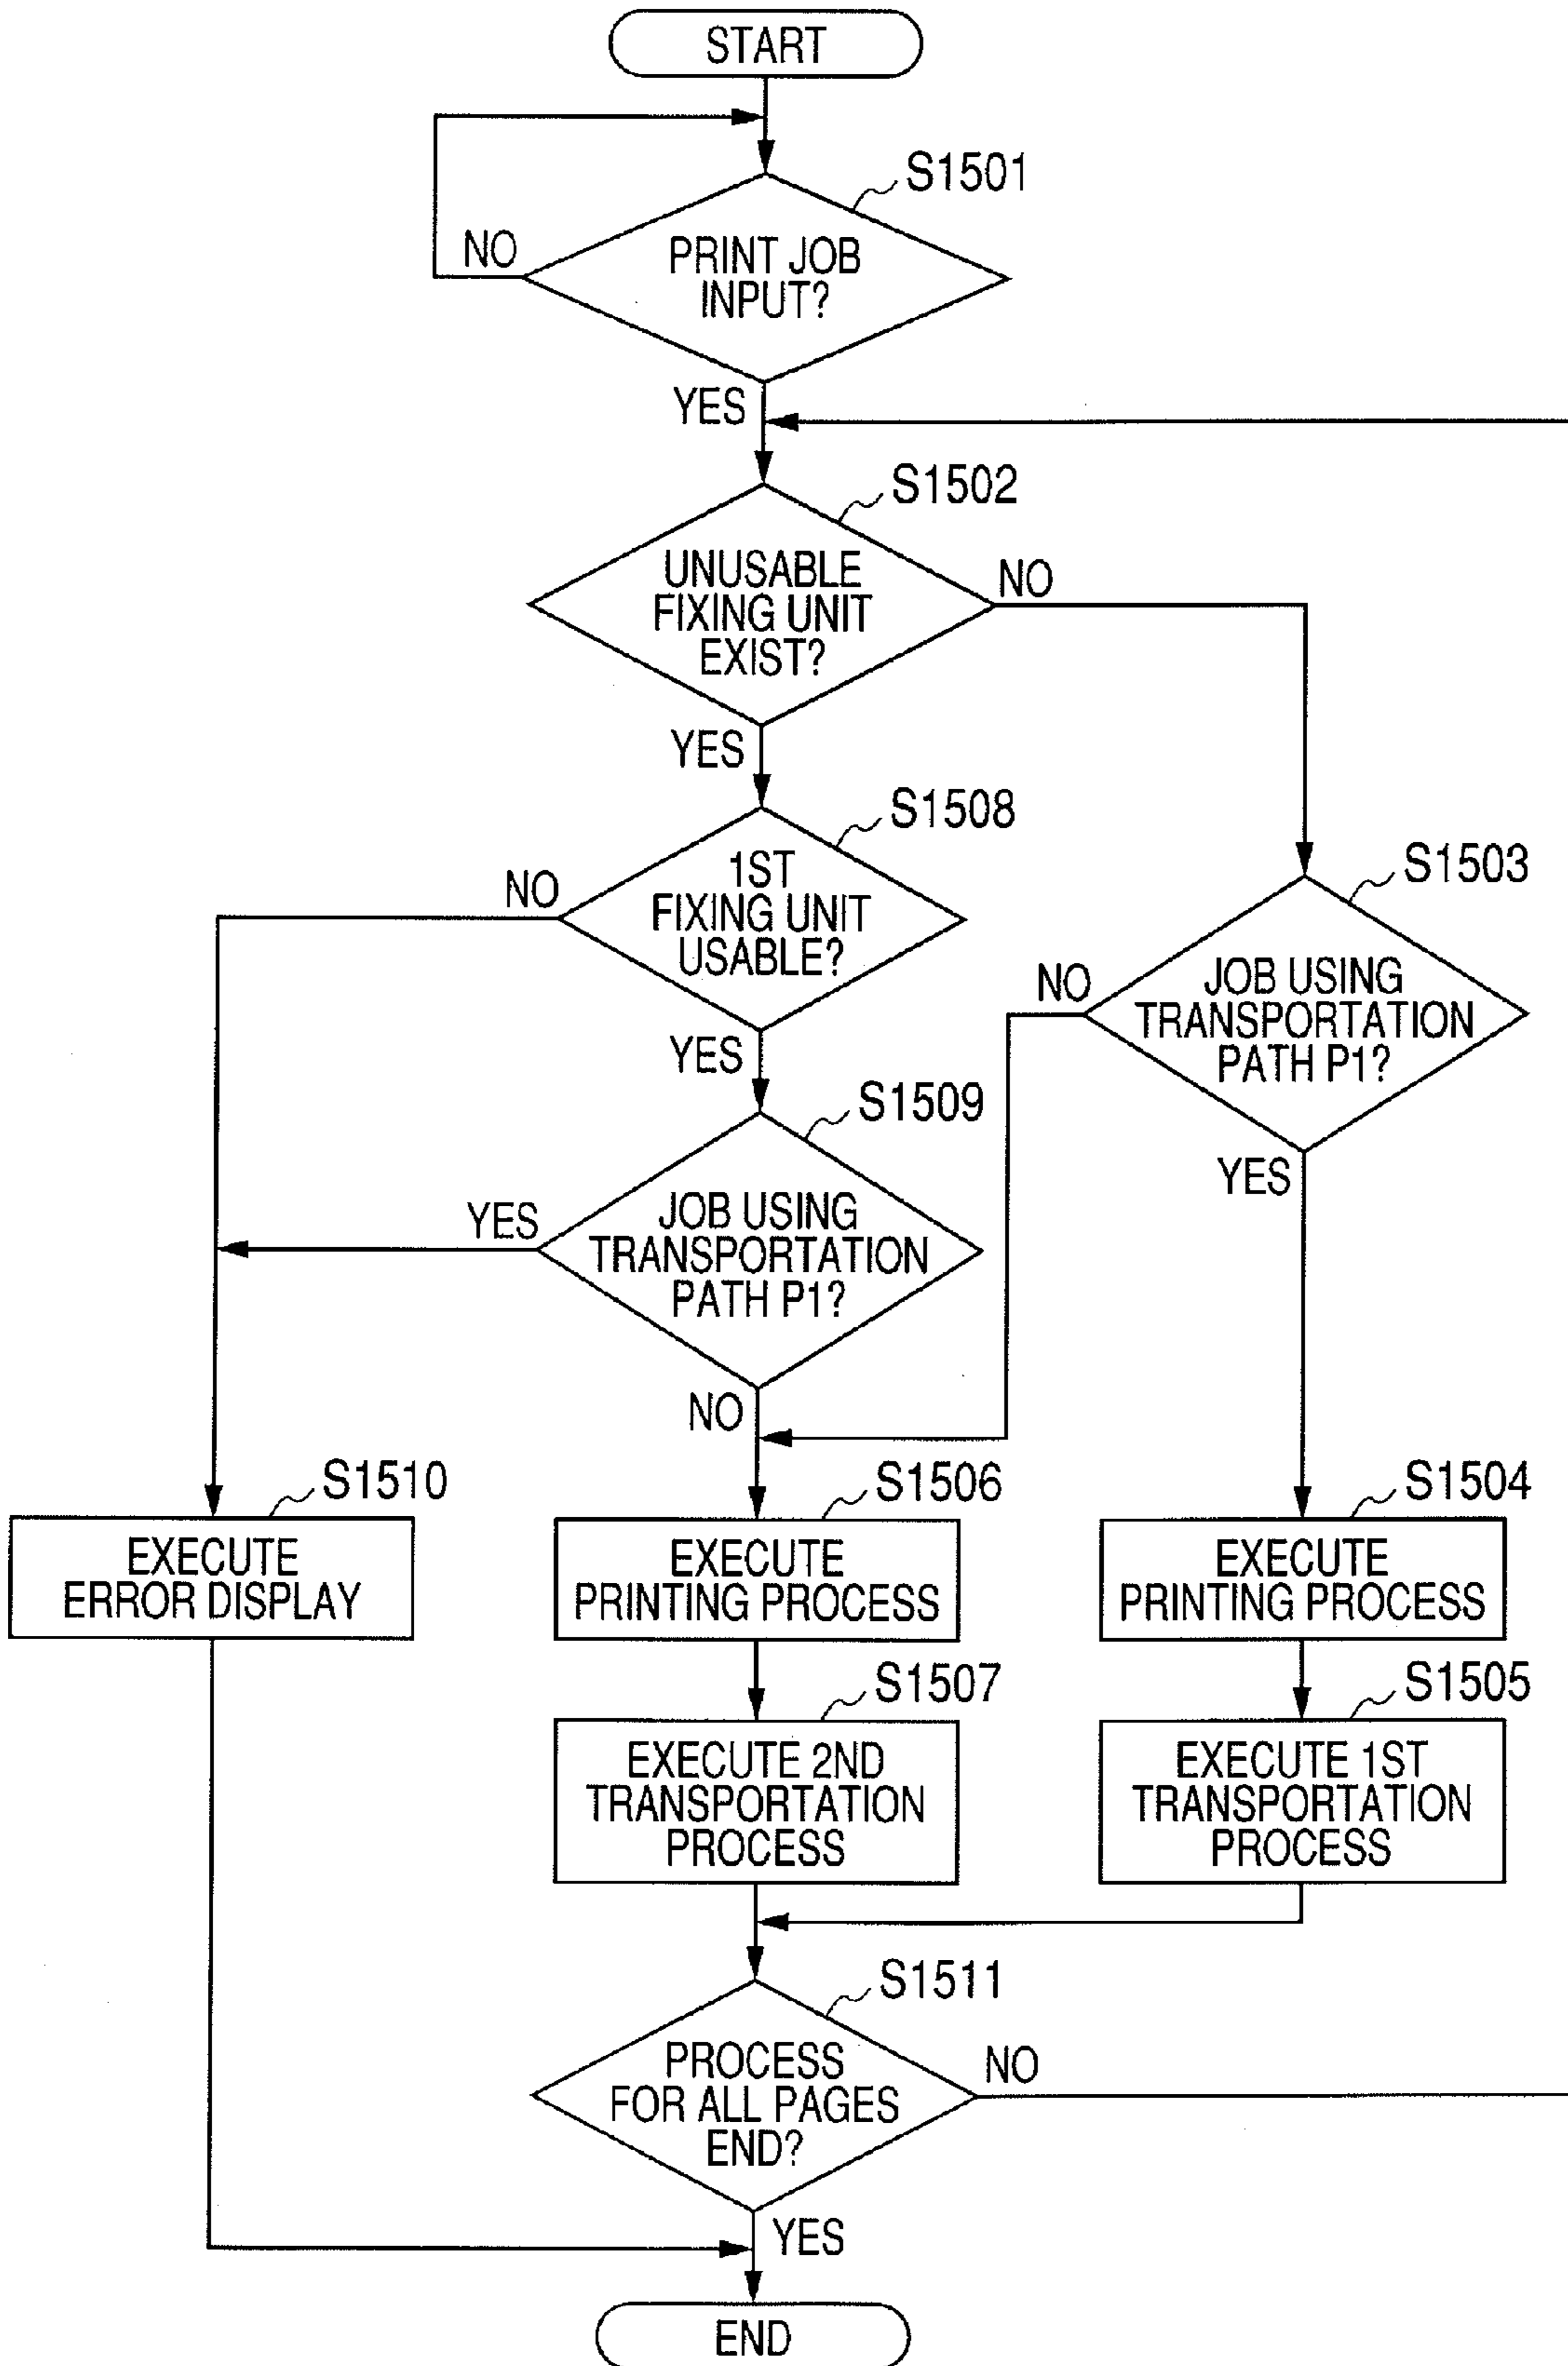 START
S1501
NO
PRINT JOB
INPUT?
YES
S1502
UNUSABLE
FIXING UNIT
EXIST?
NO
YES
S1508
1ST
FIXING UNIT
USABLE?
NO
YES
S1503
JOB USING
TRANSPORTATION
PATH P1?
NO
YES
S1509
JOB USING
TRANSPORTATION
PATH P1?
YES
NO
S1510
EXECUTE
ERROR DISPLAY
S1506
EXECUTE
PRINTING PROCESS
S1504
EXECUTE
PRINTING PROCESS
S1507
EXECUTE 2ND
TRANSPORTATION
PROCESS
S1505
EXECUTE 1ST
TRANSPORTATION
PROCESS
S1511
PROCESS
FOR ALL PAGES
END?
NO
YES
END